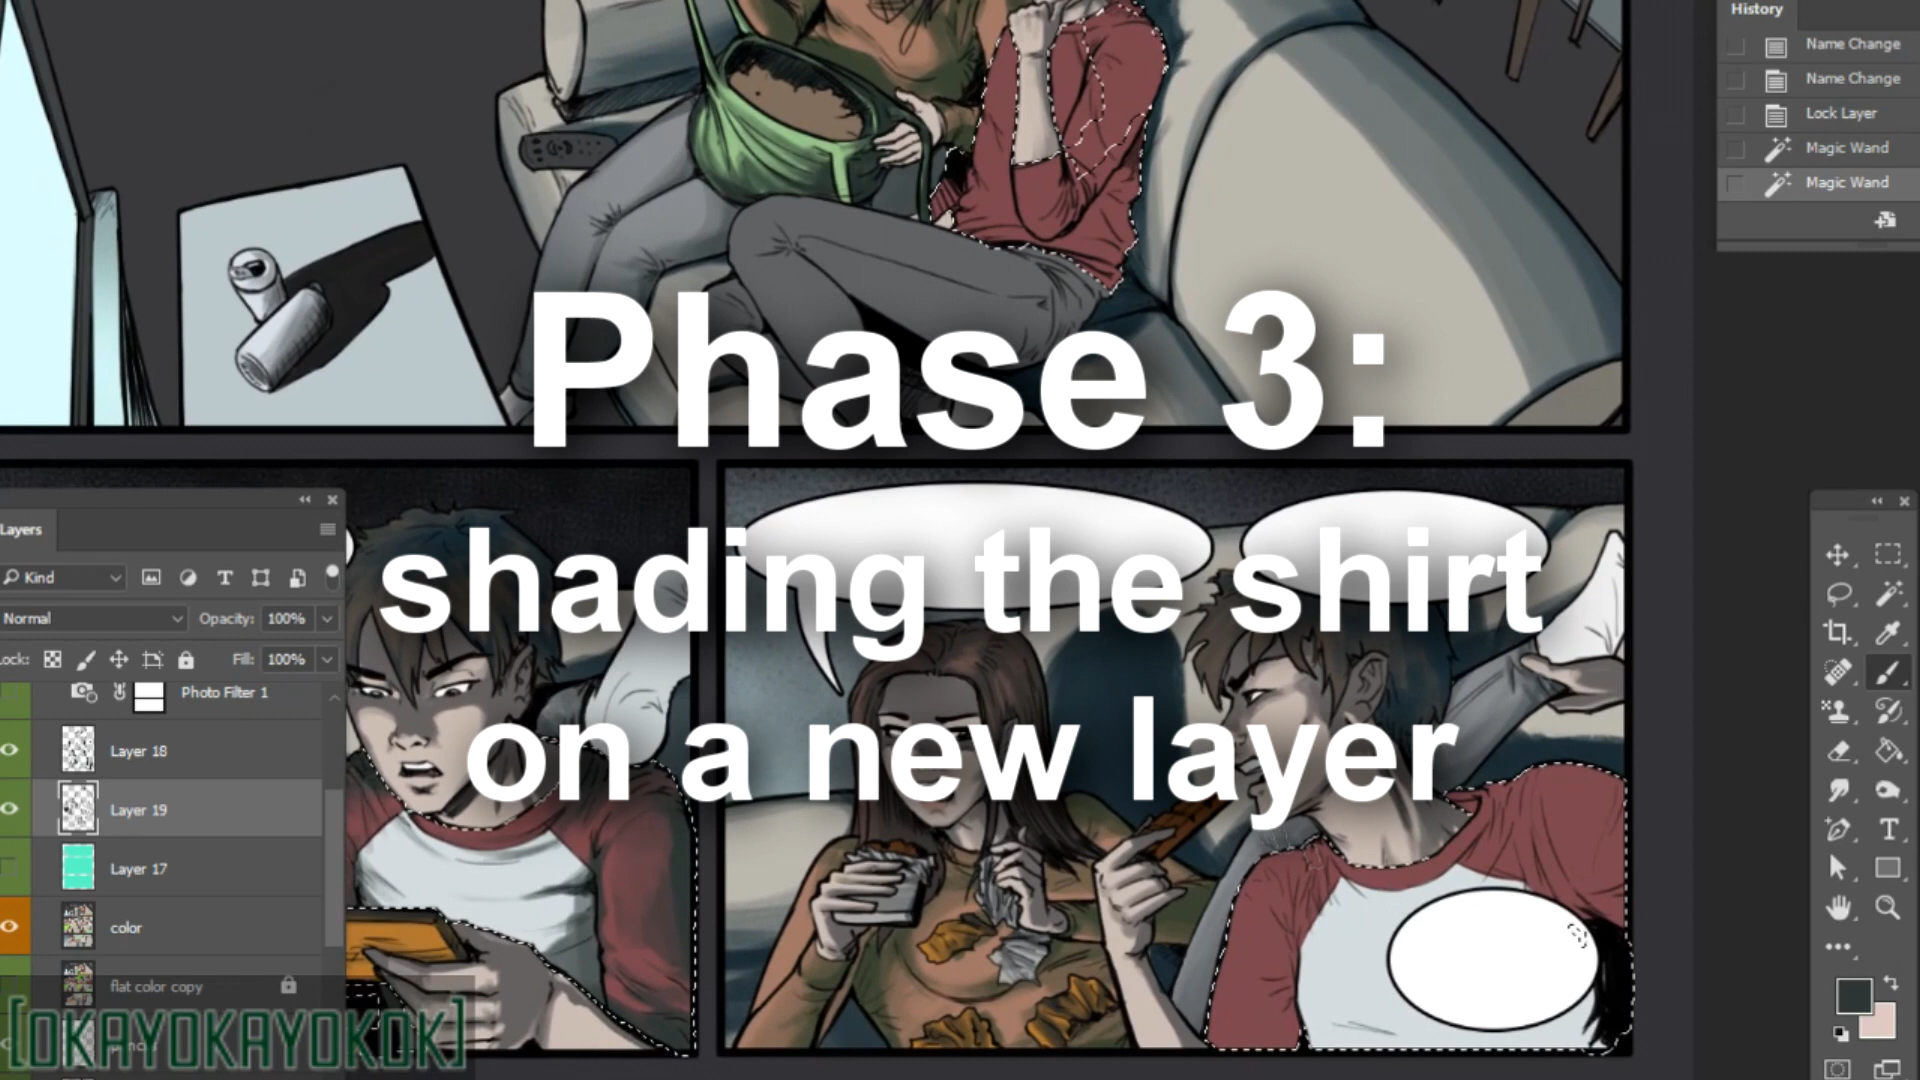 History
Name Change
Name Change
Lock Layer
Magic Wand
Magic Wand
Phase 3:
shading the shirt
on a new layer
Layers
Kind
Normal
Opacity: 100%
Lock:
Fill: 100%
Photo Filter 1
Layer 18
Layer 19
Layer 17
color
flat color copy
[OKAYOKAYOKOK]